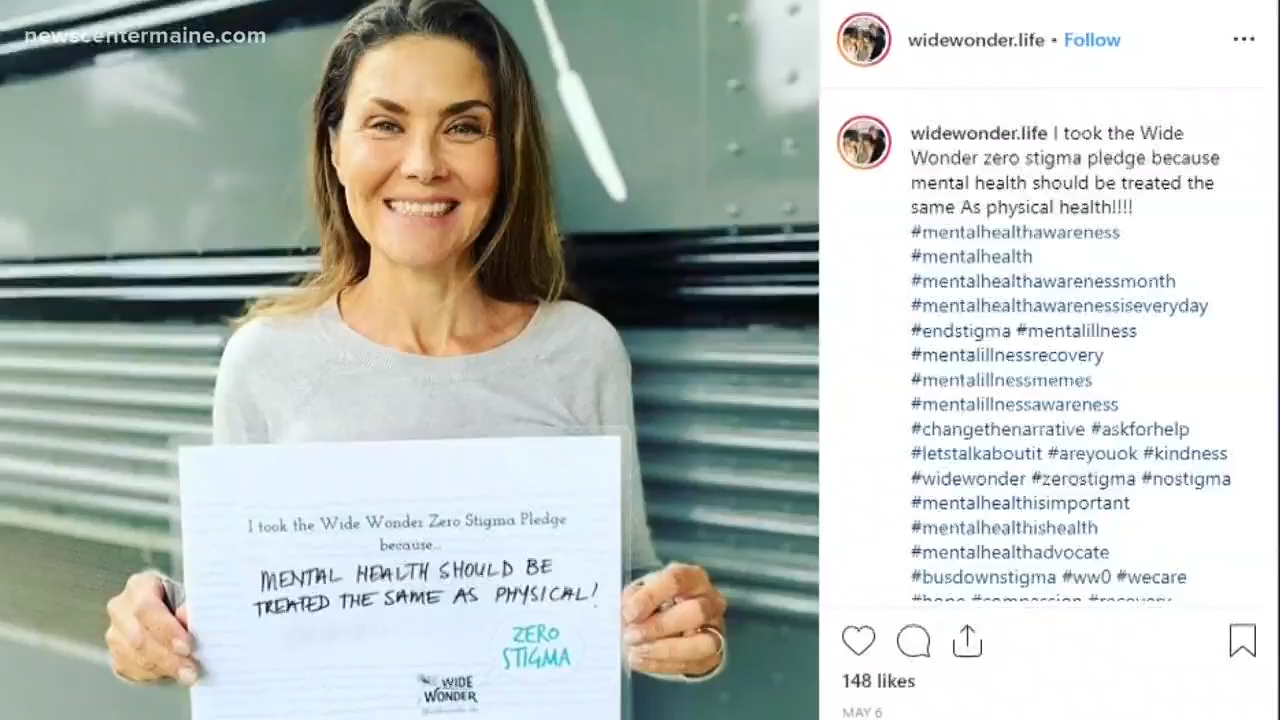 newscentermaine.com
I took the Wide Wonder Zero Stigma Pledge
because...
MENTAL HEALTH SHOULD BE
TREATED THE SAME AS PHYSICAL!
ZERO
STIGMA
WIDE
WONDER
widewonder.life • Follow
widewonder.life I took the Wide
Wonder zero stigma pledge because
mental health should be treated the
same As physical health!!!!
#mentalhealthawareness
#mentalhealth
#mentalhealthawarenessmonth
#mentalhealthawarenessiseveryday
#endstigma #mentalillness
#mentalillnessrecovery
#mentalillnessmemes
#mentalillnessawareness
#changethenarrative #askforhelp
#letstalkaboutit #areyouok #kindness
#widewonder #zerostigma #nostigma
#mentalhealthisimportant
#mentalhealthishealth
#mentalhealthadvocate
#busdownstigma #ww0 #wecare
#hope #compassion #recovery
148 likes
MAY 6